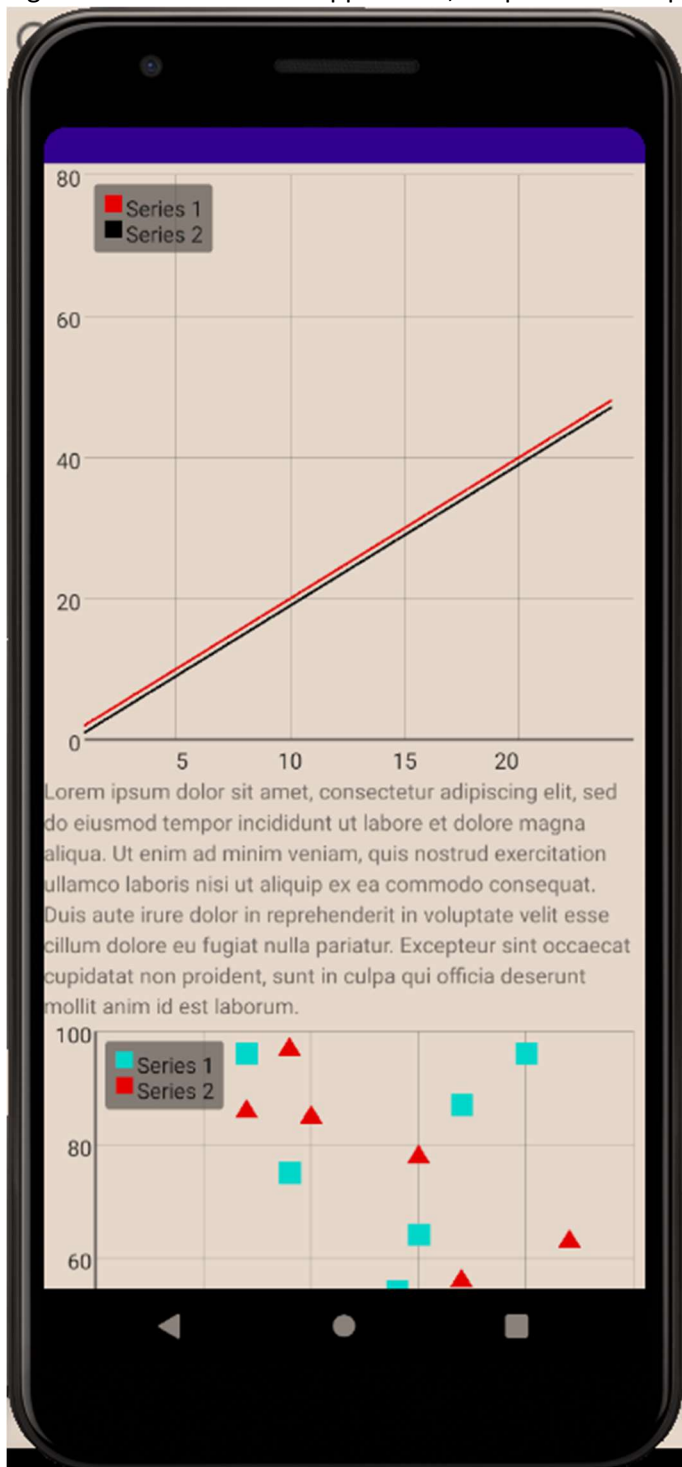 80
Series 1
Series 2
60
40
20
0
5 10 15 20
Lorem ipsum dolor sit amet, consectetur adipiscing elit, sed
do eiusmod tempor incididunt ut labore et dolore magna
aliqua. Ut enim ad minim veniam, quis nostrud exercitation
ullamco laboris nisi ut aliquip ex ea commodo consequat.
Duis aute irure dolor in reprehenderit in voluptate velit esse
cillum dolore eu fugiat nulla pariatur. Excepteur sint occaecat
cupidatat non proident, sunt in culpa qui officia deserunt
mollit anim id est laborum.
100
Series 1
Series 2
80
60